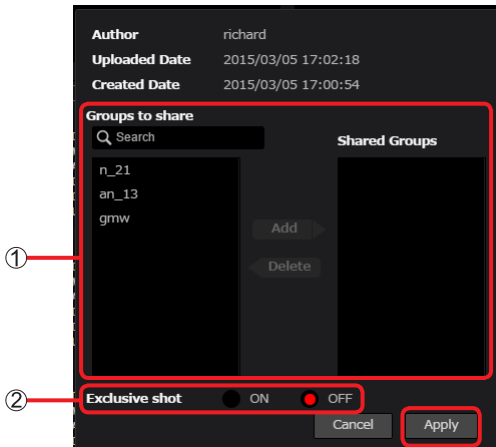 Author richard
Uploaded Date 2015/03/05 17:02:18
Created Date 2015/03/05 17:00:54
Groups to share
Search
Shared Groups
n_21
an_13
gmw
Add
Delete
①
② Exclusive shot ON OFF
Cancel Apply